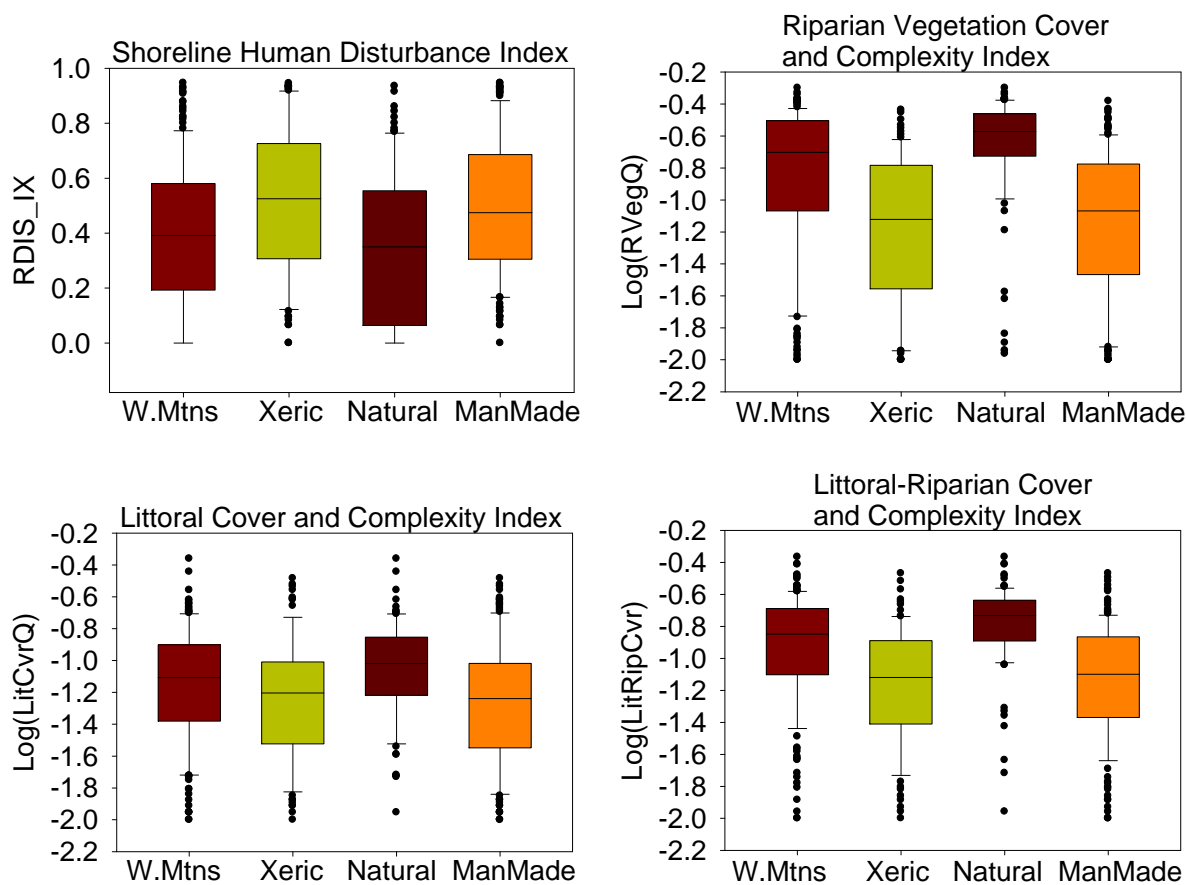 Shoreline Human Disturbance Index
RDIS_IX
1.0
0.8
0.6
0.4
0.2
0.0
W.Mtns Xeric Natural ManMade
Riparian Vegetation Cover
and Complexity Index
Log(RVegQ)
-0.2
-0.4
-0.6
-0.8
-1.0
-1.2
-1.4
-1.6
-1.8
-2.0
-2.2
W.Mtns Xeric Natural ManMade
Littoral Cover and Complexity Index
Log(LitCvrQ)
-0.2
-0.4
-0.6
-0.8
-1.0
-1.2
-1.4
-1.6
-1.8
-2.0
-2.2
W.Mtns Xeric Natural ManMade
Littoral-Riparian Cover
and Complexity Index
Log(LitRipCvr)
-0.2
-0.4
-0.6
-0.8
-1.0
-1.2
-1.4
-1.6
-1.8
-2.0
-2.2
W.Mtns Xeric Natural ManMade